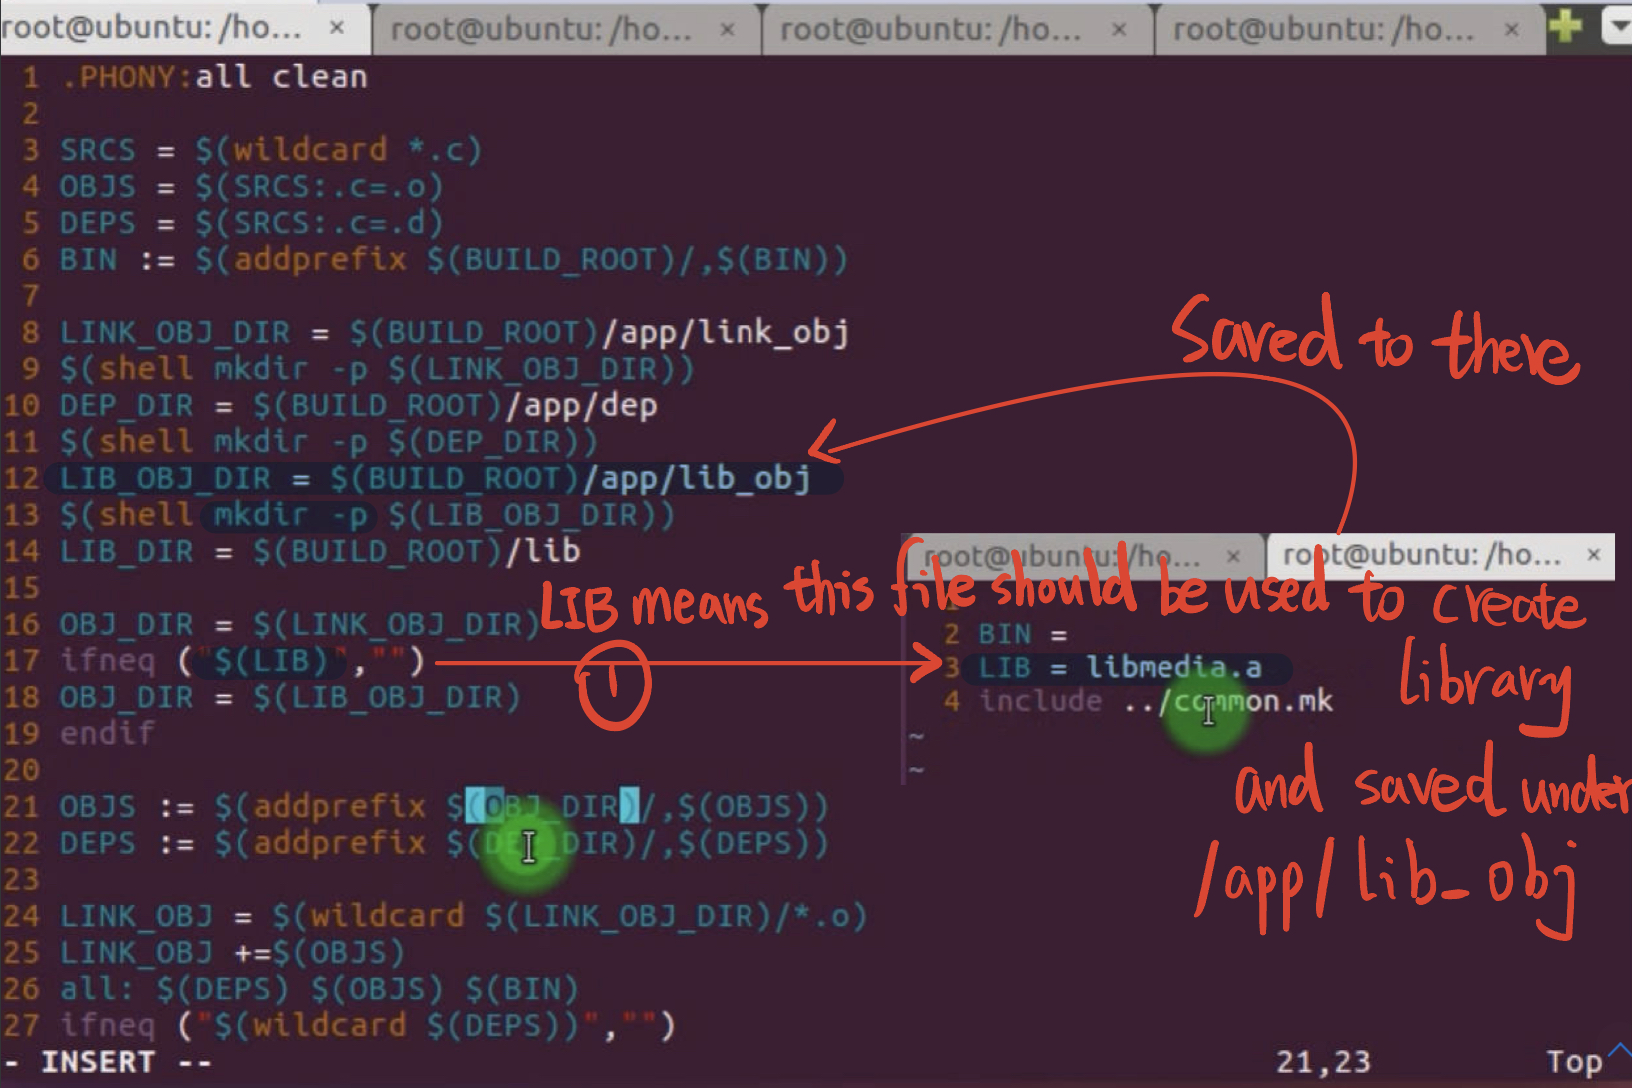 root@ubuntu: /ho... × root@ubuntu: /ho... × root@ubuntu: /ho... × root@ubuntu: /ho... ×
1 .PHONY:all clean
2
3 SRCS = $(wildcard *.c)
4 OBJS = $(SRCS:.c=.o)
5 DEPS = $(SRCS:.c=.d)
6 BIN := $(addprefix $(BUILD_ROOT)/,$(BIN))
7
8 LINK_OBJ_DIR = $(BUILD_ROOT)/app/link_obj
9 $(shell mkdir -p $(LINK_OBJ_DIR))
10 DEP_DIR = $(BUILD_ROOT)/app/dep
11 $(shell mkdir -p $(DEP_DIR))
12 LIB_OBJ_DIR = $(BUILD_ROOT)/app/lib_obj
13 $(shell mkdir -p $(LIB_OBJ_DIR))
14 LIB_DIR = $(BUILD_ROOT)/lib
15
16 OBJ_DIR = $(LINK_OBJ_DIR)
17 ifneq ("$(LIB)","")
18 OBJ_DIR = $(LIB_OBJ_DIR)
19 endif
20
21 OBJS := $(addprefix $(OBJ_DIR)/,$(OBJS))
22 DEPS := $(addprefix $(DEP_DIR)/,$(DEPS))
23
24 LINK_OBJ = $(wildcard $(LINK_OBJ_DIR)/*.o)
25 LINK_OBJ +=$(OBJS)
26 all: $(DEPS) $(OBJS) $(BIN)
27 ifneq ("$(wildcard $(DEPS))","")
- INSERT -- 21,23 Top
Saved to there
root@ubuntu: /ho... × root@ubuntu: /ho... ×
LIB means this file should be used to create
library
and saved under
/app/lib_obj
1
2 BIN =
3 LIB = libmedia.a
4 include ../common.mk
~
~